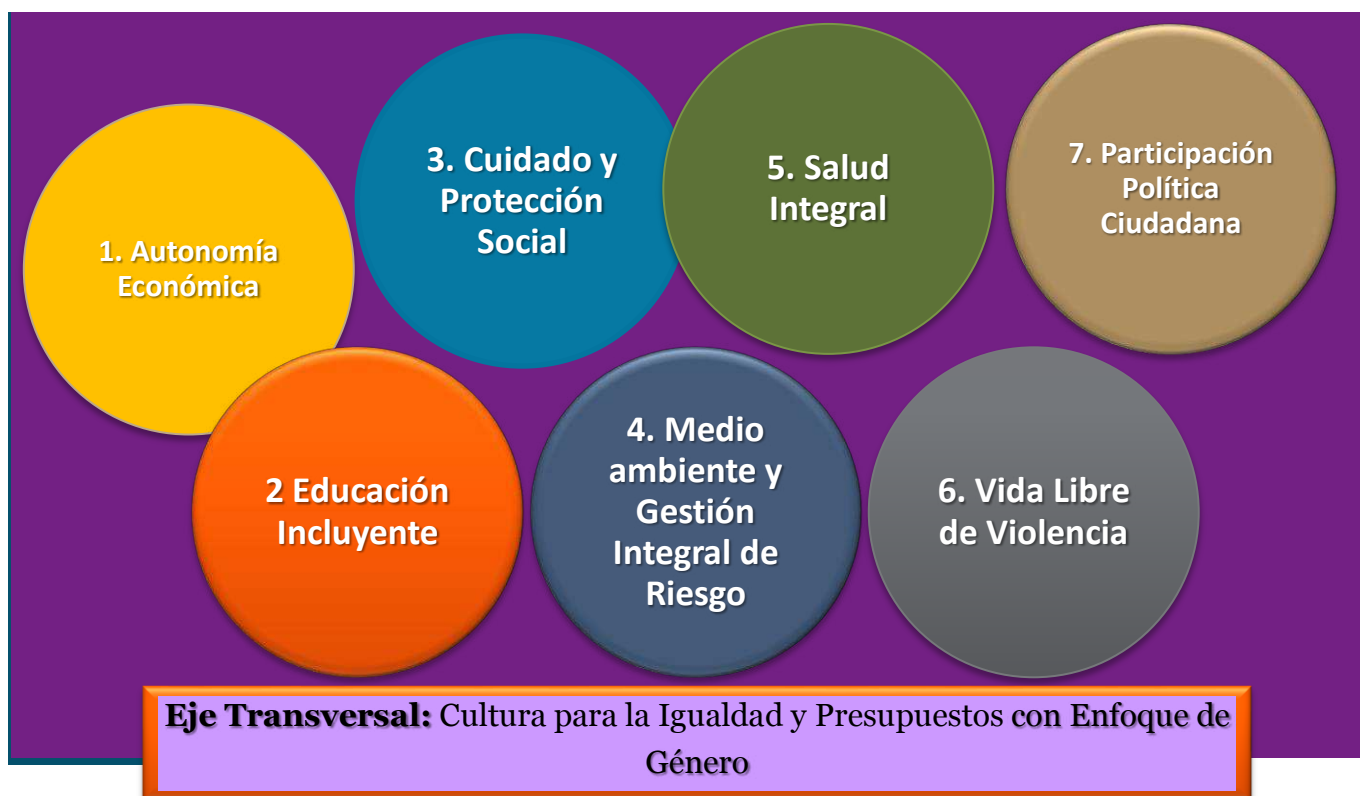 1. Autonomía
Económica
2 Educación
Incluyente
3. Cuidado y
Protección
Social
4. Medio
ambiente y
Gestión
Integral de
Riesgo
5. Salud
Integral
6. Vida Libre
de Violencia
7. Participación
Política
Ciudadana
Eje Transversal: Cultura para la Igualdad y Presupuestos con Enfoque de
Género